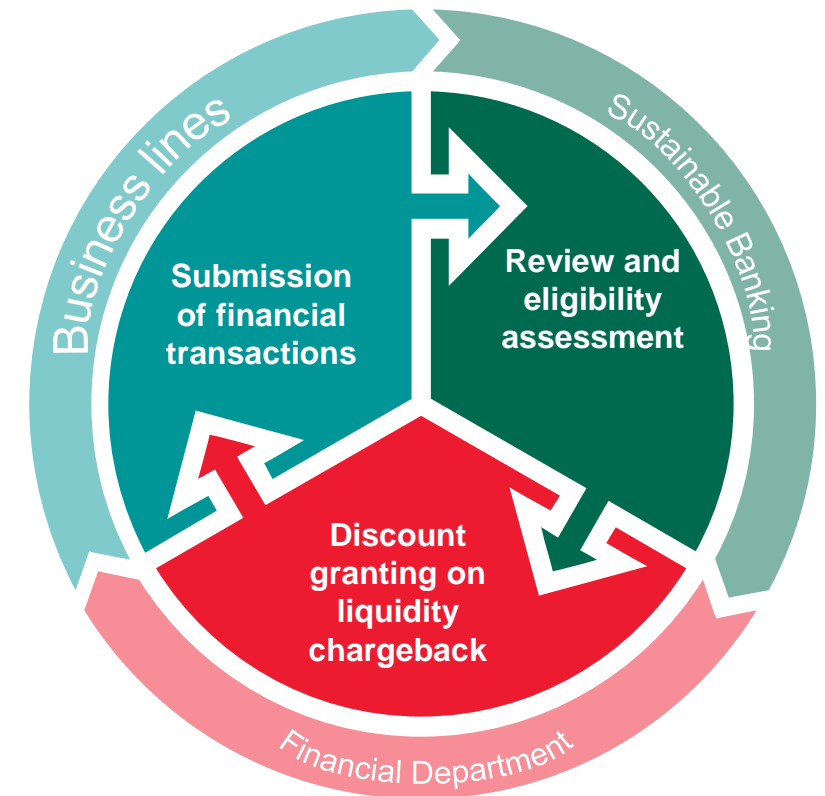 Business lines
Sustainable Banking
Submission
of financial
transactions
Review and
eligibility
assessment
Discount
granting on
liquidity
chargeback
Financial Department